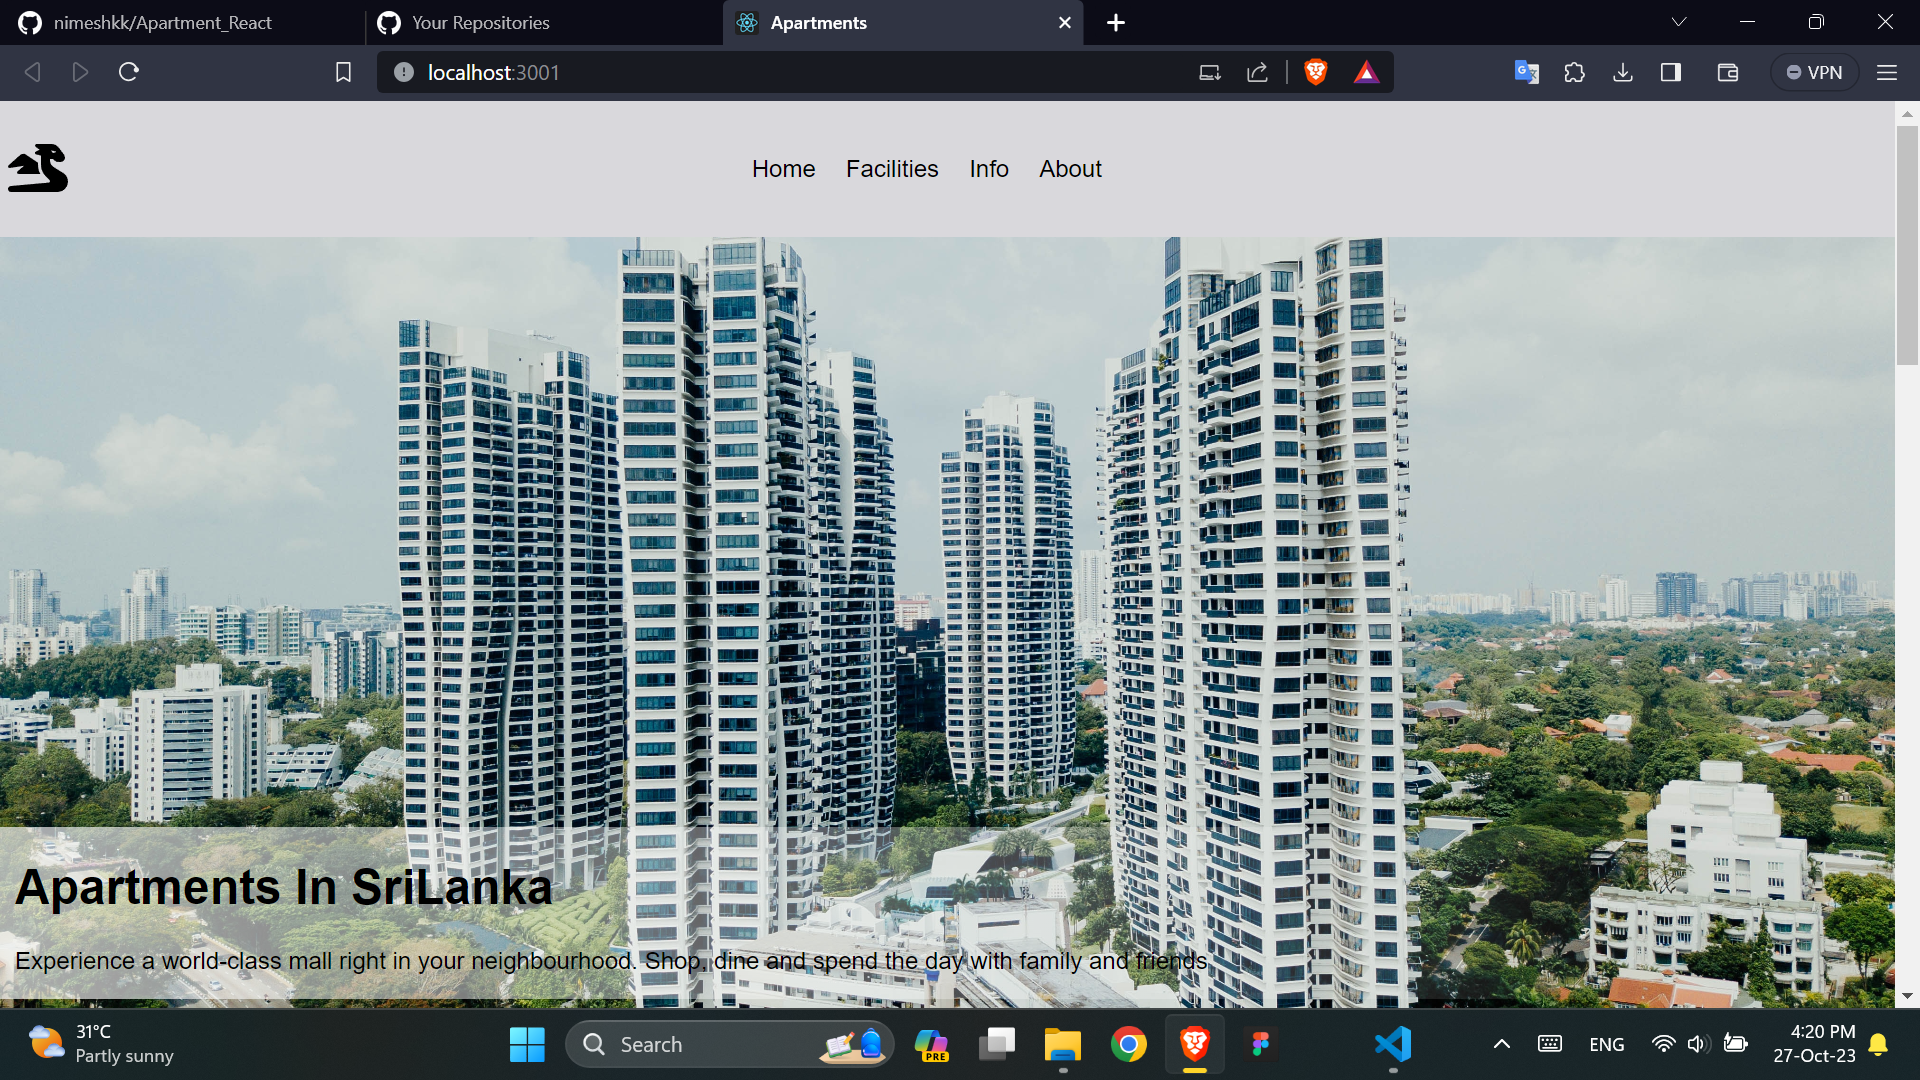 nimeshkk/Apartment_React
Your Repositories
Apartments
localhost:3001
VPN
Home Facilities Info About
Apartments In SriLanka
Experience a world-class mall right in your neighbourhood. Shop, dine and spend the day with family and friends.
31°C
Partly sunny
Search
PRE
ENG
4:20 PM
27-Oct-23